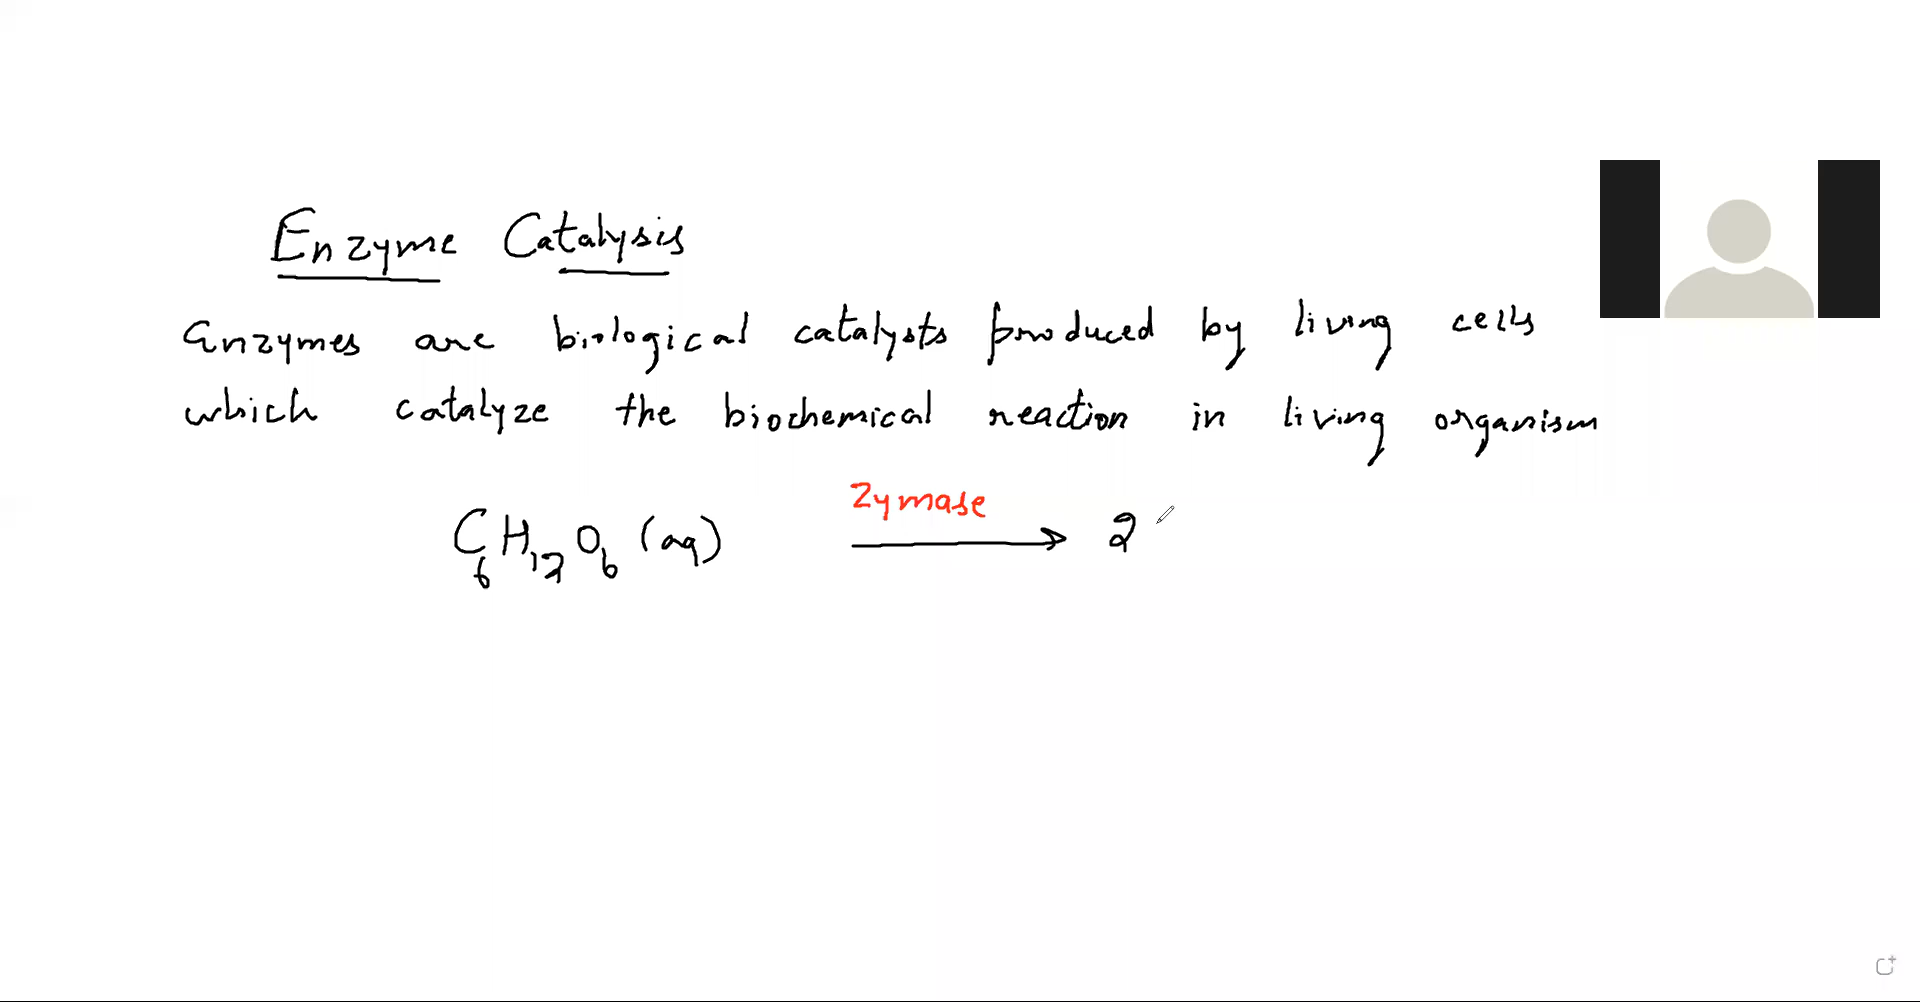 Enzyme Catalysis
Enzymes are biological catalysts produced by living cells
which catalyze the biochemical reaction in living organism
C₆H₁₂O₆ (aq) Zymase → 2